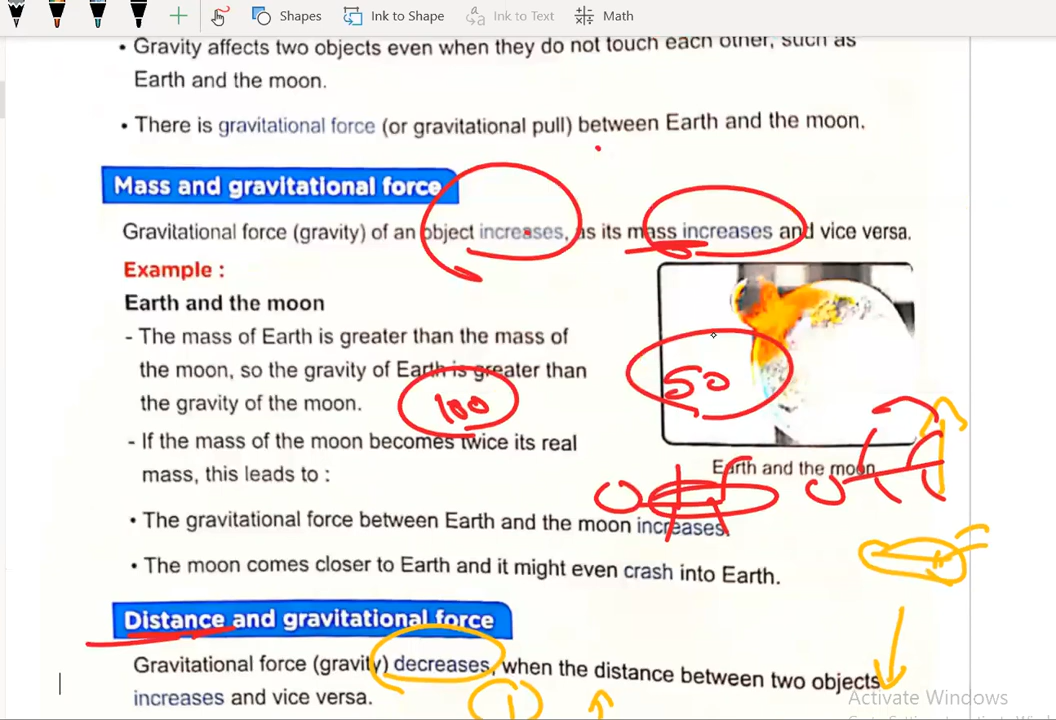 Shapes Ink to Shape Ink to Text Math
• Gravity affects two objects even when they do not touch each other, such as
Earth and the moon.
• There is gravitational force (or gravitational pull) between Earth and the moon.
Mass and gravitational force
Gravitational force (gravity) of an object increases, as its mass increases and vice versa.
Example :
Earth and the moon
- The mass of Earth is greater than the mass of
the moon, so the gravity of Earth is greater than
the gravity of the moon.
100
50
- If the mass of the moon becomes twice its real
mass, this leads to :
Earth and the moon
• The gravitational force between Earth and the moon increases.
• The moon comes closer to Earth and it might even crash into Earth.
Distance and gravitational force
Gravitational force (gravity) decreases, when the distance between two objects
increases and vice versa.
1
Activate Windows